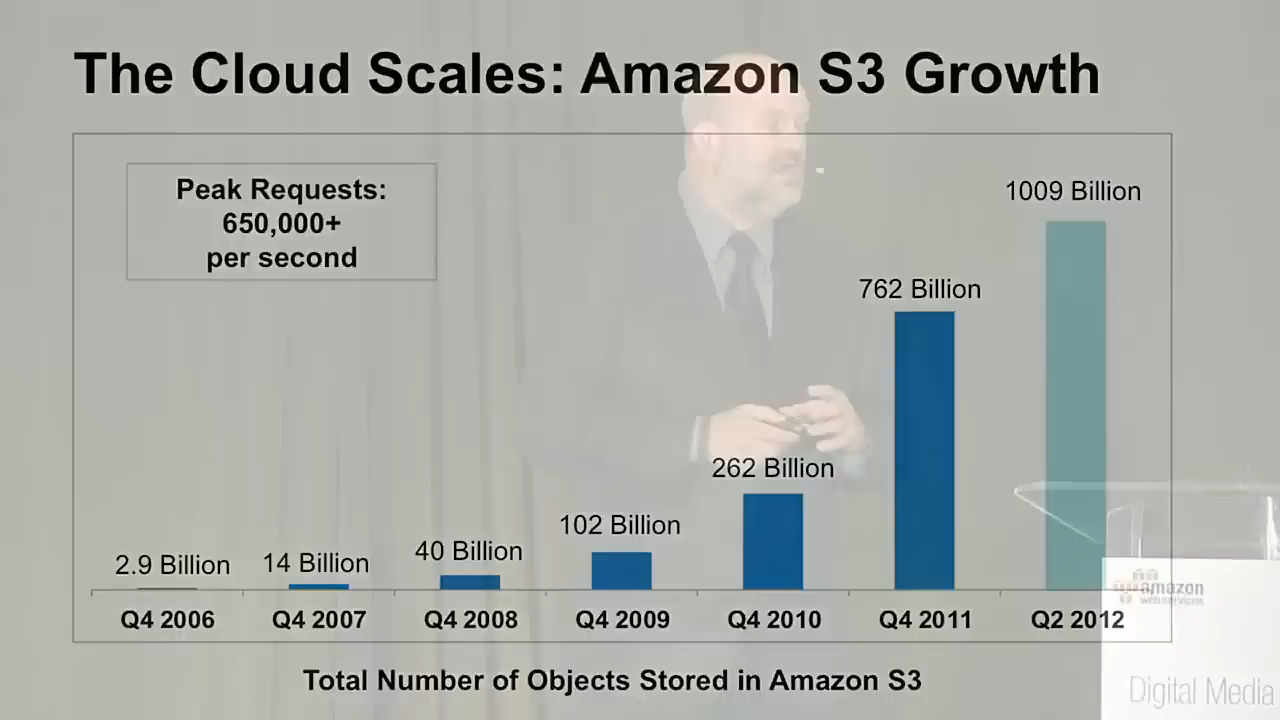 The Cloud Scales: Amazon S3 Growth
Peak Requests:
650,000+
per second
1009 Billion
762 Billion
262 Billion
102 Billion
40 Billion
14 Billion
2.9 Billion
Q4 2006
Q4 2007
Q4 2008
Q4 2009
Q4 2010
Q4 2011
Q2 2012
Total Number of Objects Stored in Amazon S3
amazon
web services
Digital Media